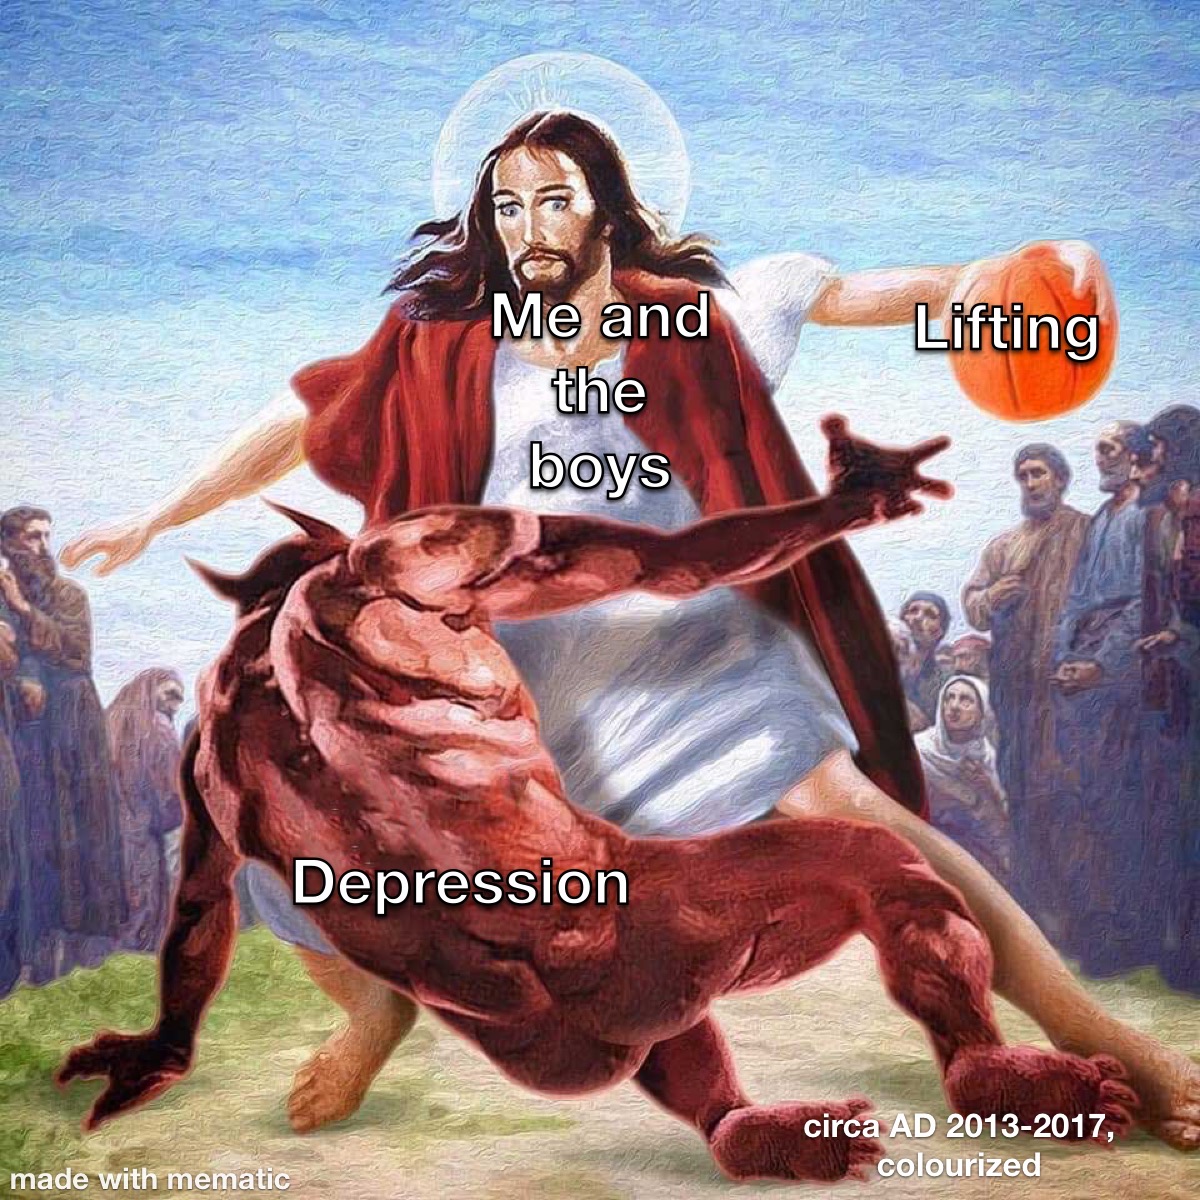 Me and
the
boys
Lifting
Depression
circa AD 2013-2017,
colourized
made with mematic